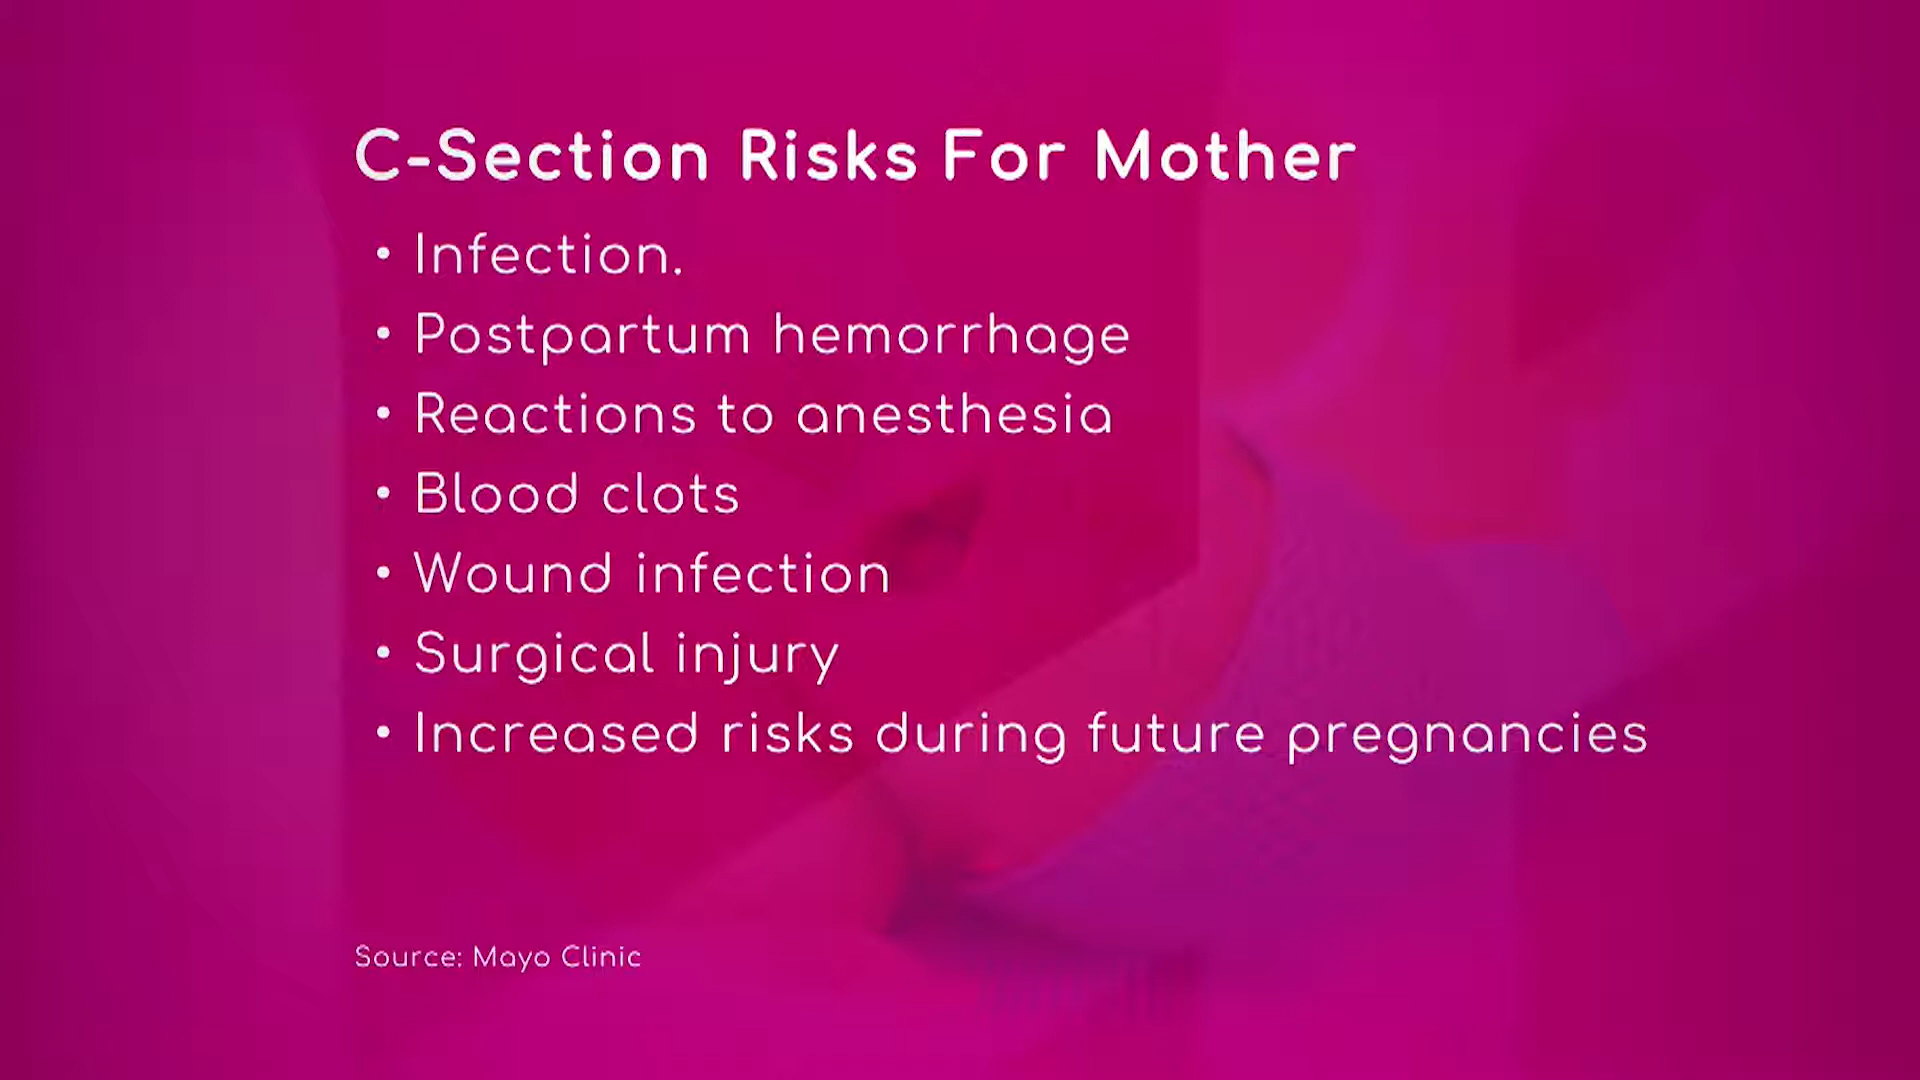 C-Section Risks For Mother
• Infection.
• Postpartum hemorrhage
• Reactions to anesthesia
• Blood clots
• Wound infection
• Surgical injury
• Increased risks during future pregnancies
Source: Mayo Clinic